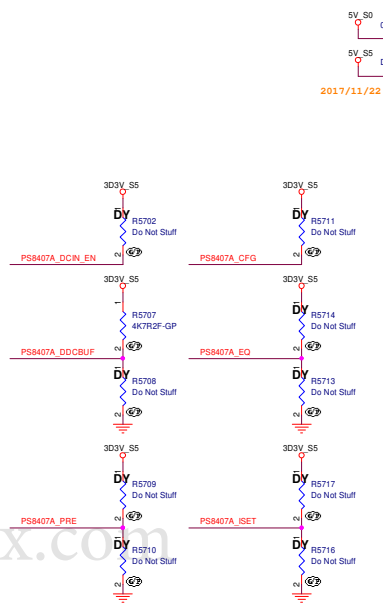 5V_S0
5V_S5
2017/11/22
3D3V_S5
3D3V_S5
DY
R5702
Do Not Stuff
2
PS8407A_DCIN_EN
DY
R5711
Do Not Stuff
2
PS8407A_CFG
3D3V_S5
3D3V_S5
1
R5707
4K7R2F-GP
2
PS8407A_DDCBUF
DY
R5714
Do Not Stuff
2
PS8407A_EQ
DY
R5708
Do Not Stuff
2
DY
R5713
Do Not Stuff
2
3D3V_S5
3D3V_S5
DY
R5709
Do Not Stuff
2
PS8407A_PRE
DY
R5717
Do Not Stuff
2
PS8407A_ISET
DY
R5710
Do Not Stuff
2
DY
R5716
Do Not Stuff
2
x.com